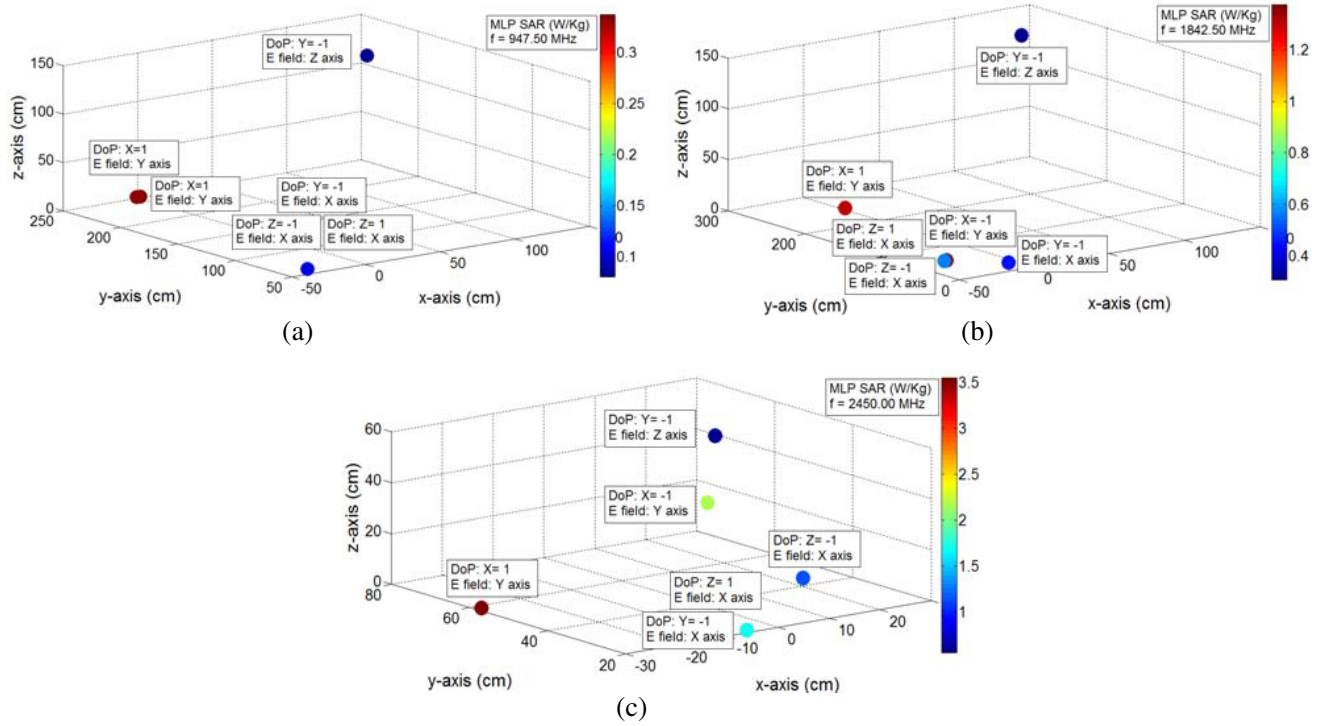 MLP SAR (W/Kg)
f = 947.50 MHz
DoP: Y= -1
E field: Z axis
DoP: X=1
E field: Y axis
DoP: X=1
E field: Y axis
DoP: Y= -1
E field: X axis
DoP: Z= -1
E field: X axis
DoP: Z= 1
E field: X axis
z-axis (cm)
150
100
50
0
250
200
150
100
50
y-axis (cm)
-50
0
50
100
x-axis (cm)
0.3
0.25
0.2
0.15
0
0.1
(a)
MLP SAR (W/Kg)
f = 1842.50 MHz
DoP: Y= -1
E field: Z axis
DoP: X= 1
E field: Y axis
DoP: Z= 1
E field: X axis
DoP: X= -1
E field: Y axis
DoP: Z= -1
E field: X axis
DoP: Y= -1
E field: X axis
z-axis (cm)
150
100
50
0
300
200
0
y-axis (cm)
-50
0
50
100
x-axis (cm)
1.2
1
0.8
0.6
0
0.4
(b)
MLP SAR (W/Kg)
f = 2450.00 MHz
DoP: Y= -1
E field: Z axis
DoP: X= -1
E field: Y axis
DoP: Z= -1
E field: X axis
DoP: X= 1
E field: Y axis
DoP: Z= 1
E field: X axis
DoP: Y= -1
E field: X axis
z-axis (cm)
60
40
20
0
80
60
40
20
y-axis (cm)
-30
-20
-10
0
10
20
x-axis (cm)
3.5
3
2.5
2
1.5
1
(c)